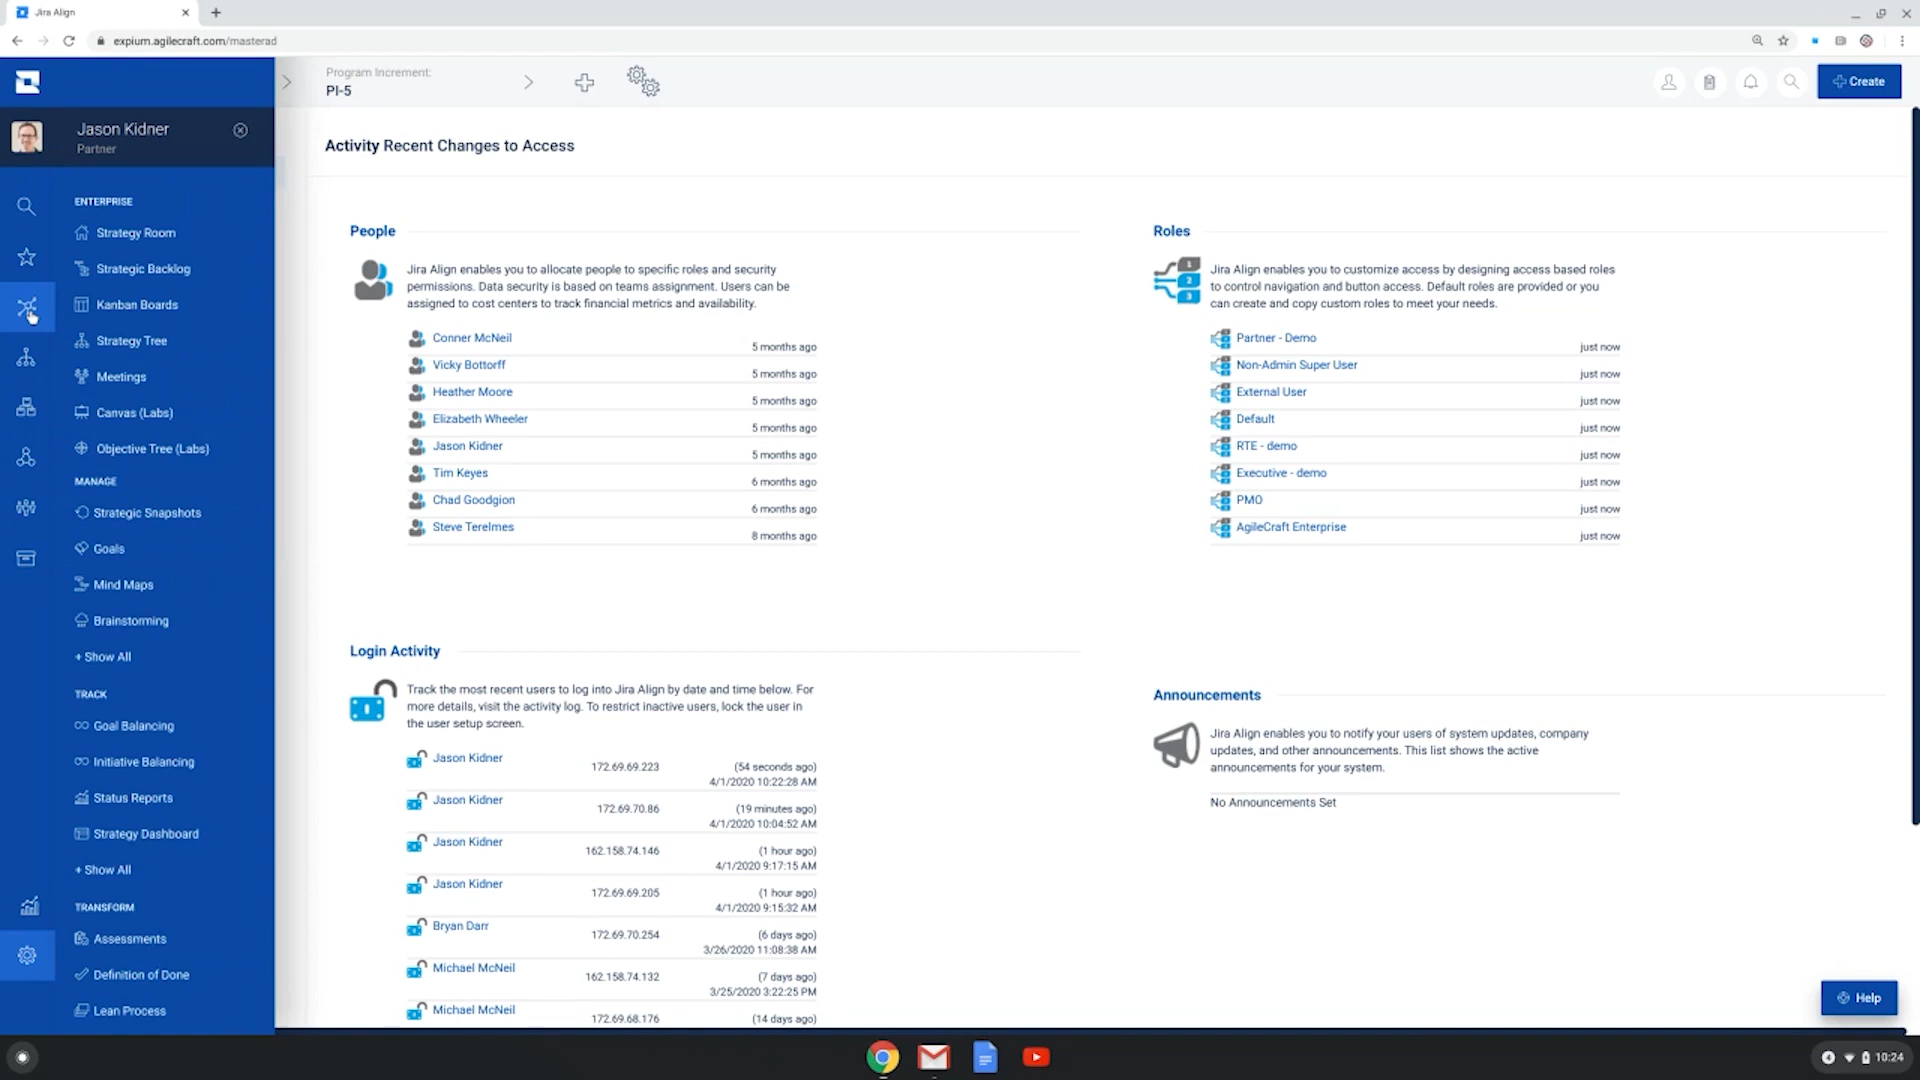 Jira Align
expium.agilecraft.com/masterad
Program Increment:
PI-5
Create
Jason Kidner
Partner
ENTERPRISE
Strategy Room
Strategic Backlog
Kanban Boards
Strategy Tree
Meetings
Canvas (Labs)
Objective Tree (Labs)
MANAGE
Strategic Snapshots
Goals
Mind Maps
Brainstorming
+ Show All
TRACK
Goal Balancing
Initiative Balancing
Status Reports
Strategy Dashboard
+ Show All
TRANSFORM
Assessments
Definition of Done
Lean Process
Activity Recent Changes to Access
People
Jira Align enables you to allocate people to specific roles and security
permissions. Data security is based on teams assignment. Users can be
assigned to cost centers to track financial metrics and availability.
Conner McNeil 5 months ago
Vicky Bottorff 5 months ago
Heather Moore 5 months ago
Elizabeth Wheeler 5 months ago
Jason Kidner 5 months ago
Tim Keyes 6 months ago
Chad Goodgion 6 months ago
Steve Terelmes 8 months ago
Roles
1
2
3
Jira Align enables you to customize access by designing access based roles
to control navigation and button access. Default roles are provided or you
can create and copy custom roles to meet your needs.
Partner - Demo just now
Non-Admin Super User just now
External User just now
Default just now
RTE - demo just now
Executive - demo just now
PMO just now
AgileCraft Enterprise just now
Login Activity
Track the most recent users to log into Jira Align by date and time below. For
more details, visit the activity log. To restrict inactive users, lock the user in
the user setup screen.
Jason Kidner 172.69.69.223 (54 seconds ago)
4/1/2020 10:22:28 AM
Jason Kidner 172.69.70.86 (19 minutes ago)
4/1/2020 10:04:52 AM
Jason Kidner 162.158.74.146 (1 hour ago)
4/1/2020 9:17:15 AM
Jason Kidner 172.69.69.205 (1 hour ago)
4/1/2020 9:15:32 AM
Bryan Darr 172.69.70.254 (6 days ago)
3/26/2020 11:08:38 AM
Michael McNeil 162.158.74.132 (7 days ago)
3/25/2020 3:22:25 PM
Michael McNeil 172.69.68.176 (14 days ago)
Announcements
Jira Align enables you to notify your users of system updates, company
updates, and other announcements. This list shows the active
announcements for your system.
No Announcements Set
Help
10:24